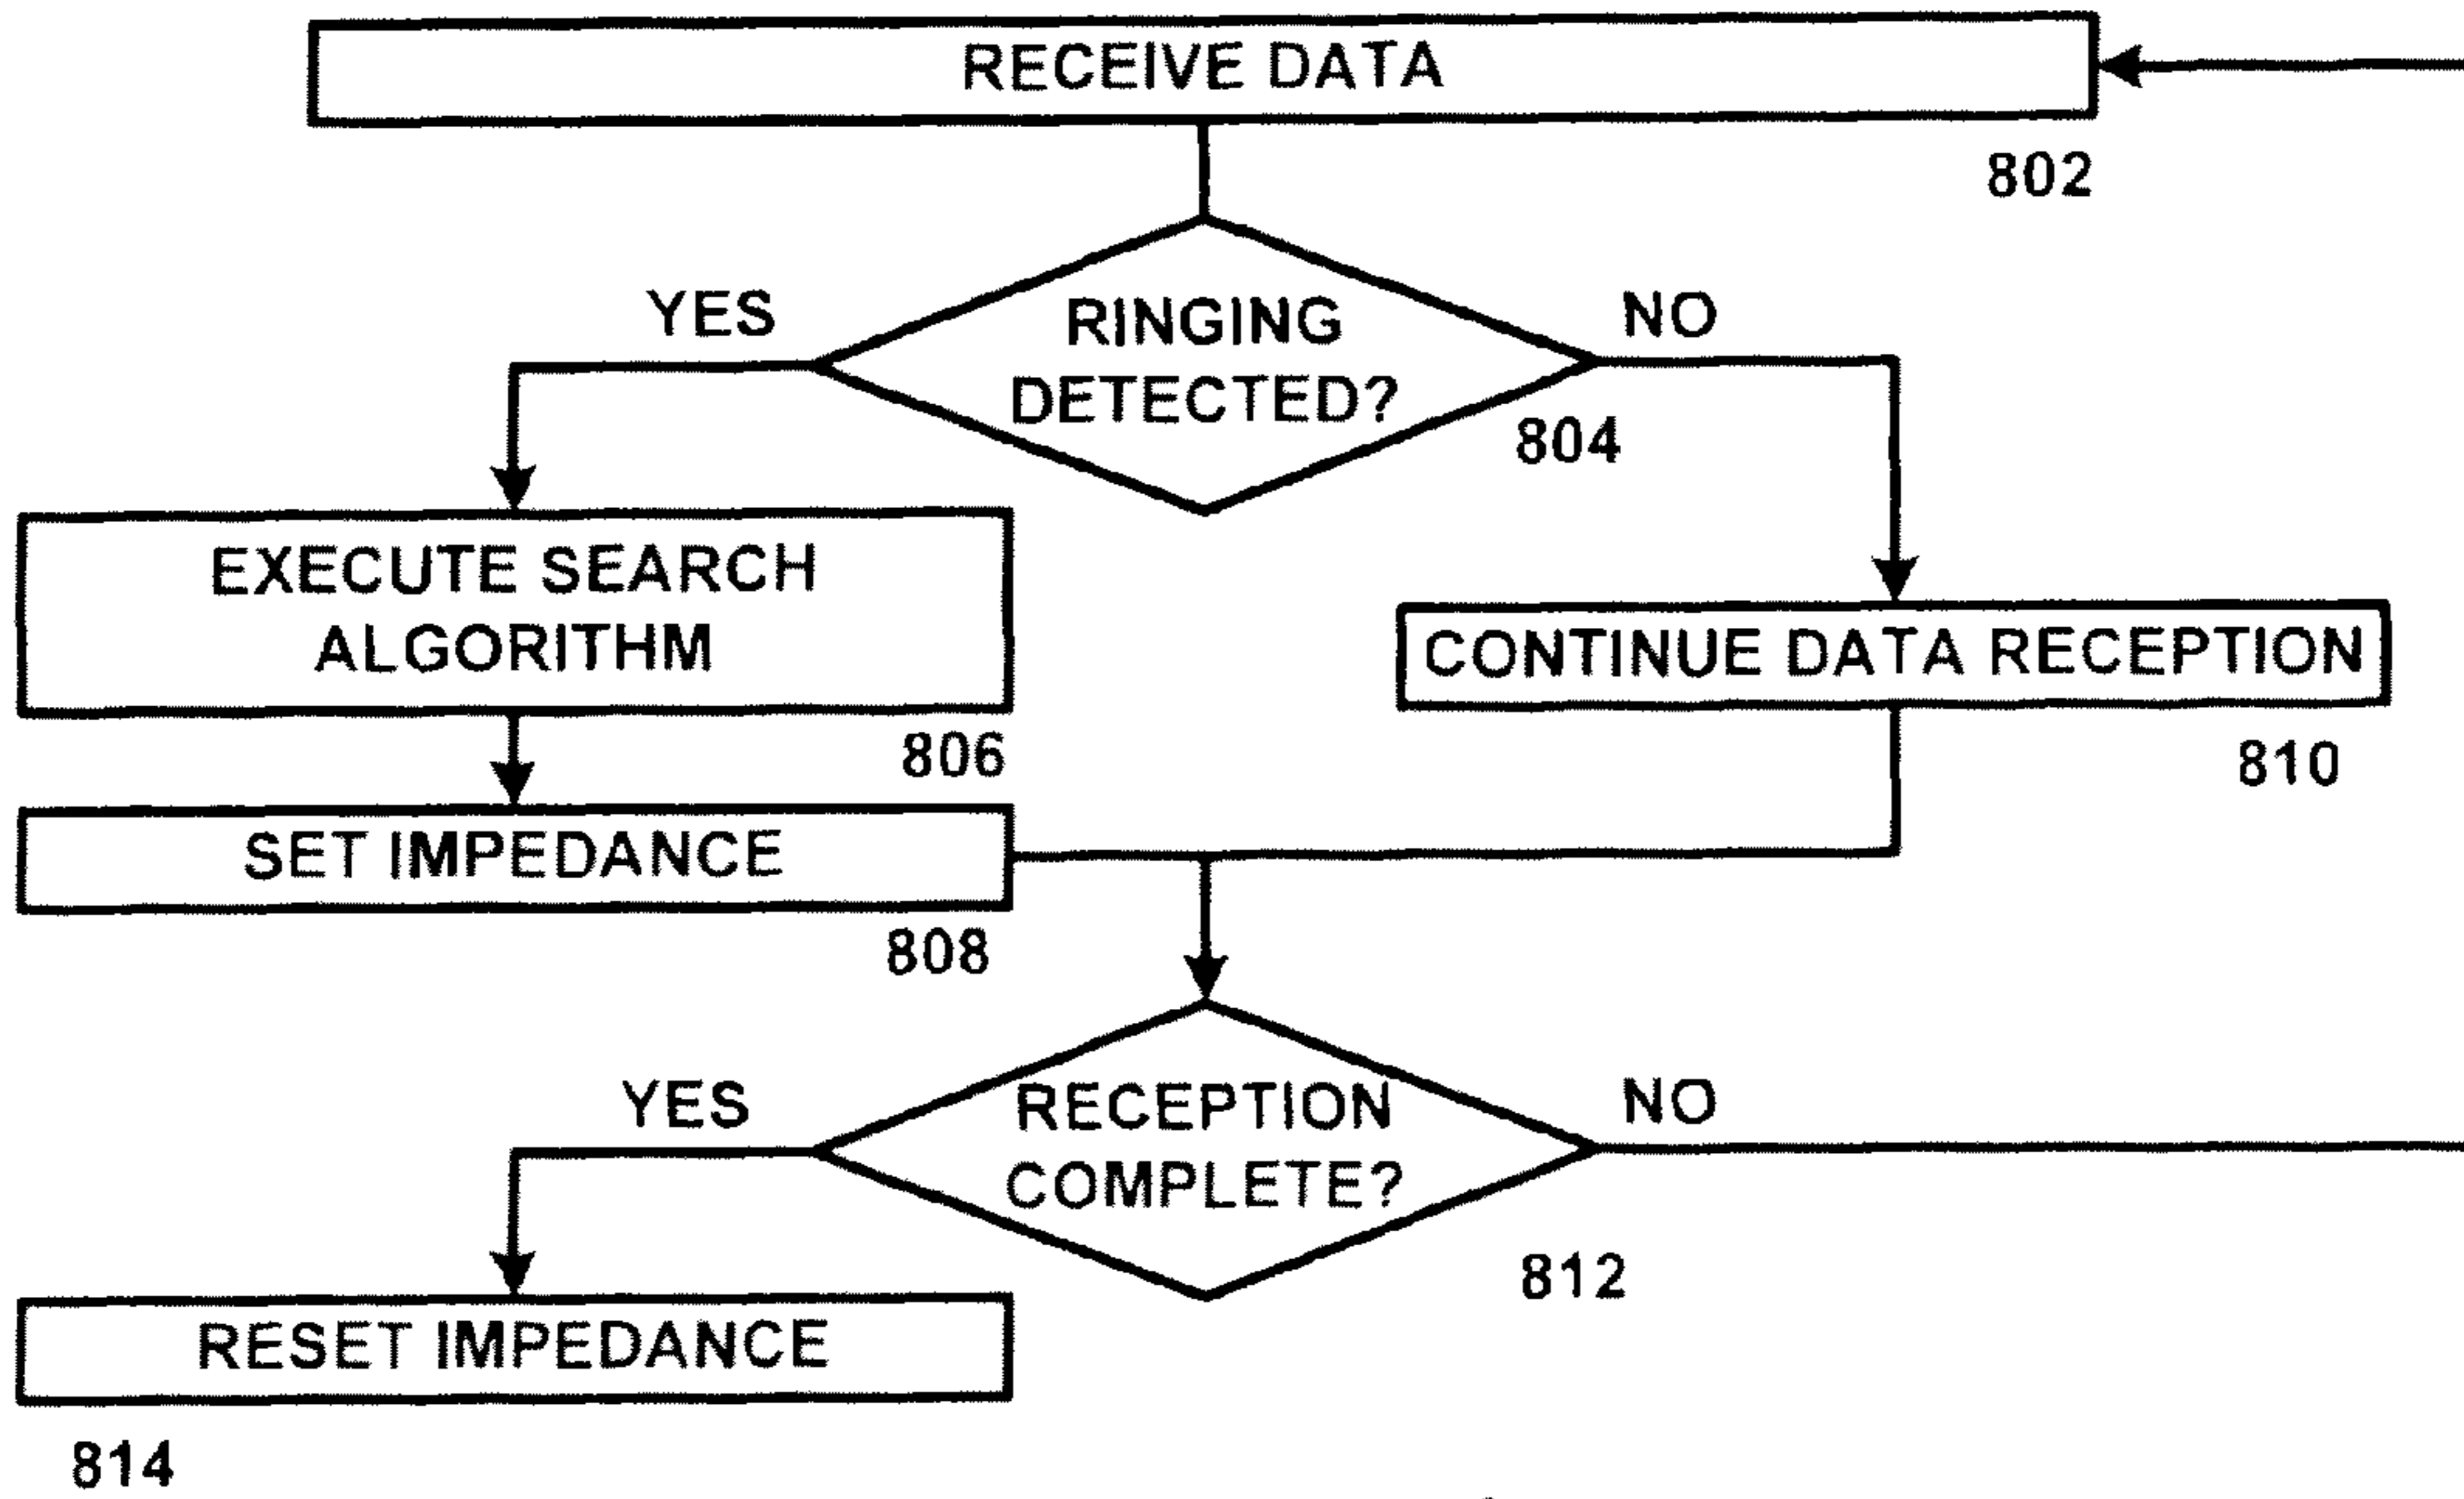 RECEIVE DATA
802
YES
RINGING
DETECTED?
NO
804
EXECUTE SEARCH
ALGORITHM
806
CONTINUE DATA RECEPTION
810
SET IMPEDANCE
808
YES
RECEPTION
COMPLETE?
NO
812
RESET IMPEDANCE
814